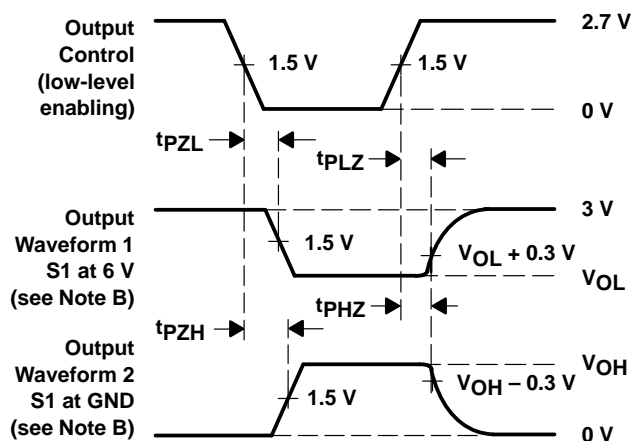 Output
Control
(low-level
enabling)
2.7 V
1.5 V
1.5 V
0 V
tPZL
tPLZ
Output
Waveform 1
S1 at 6 V
(see Note B)
3 V
1.5 V
VOL + 0.3 V
VOL
tPHZ
tPZH
Output
Waveform 2
S1 at GND
(see Note B)
VOH
VOH − 0.3 V
1.5 V
0 V